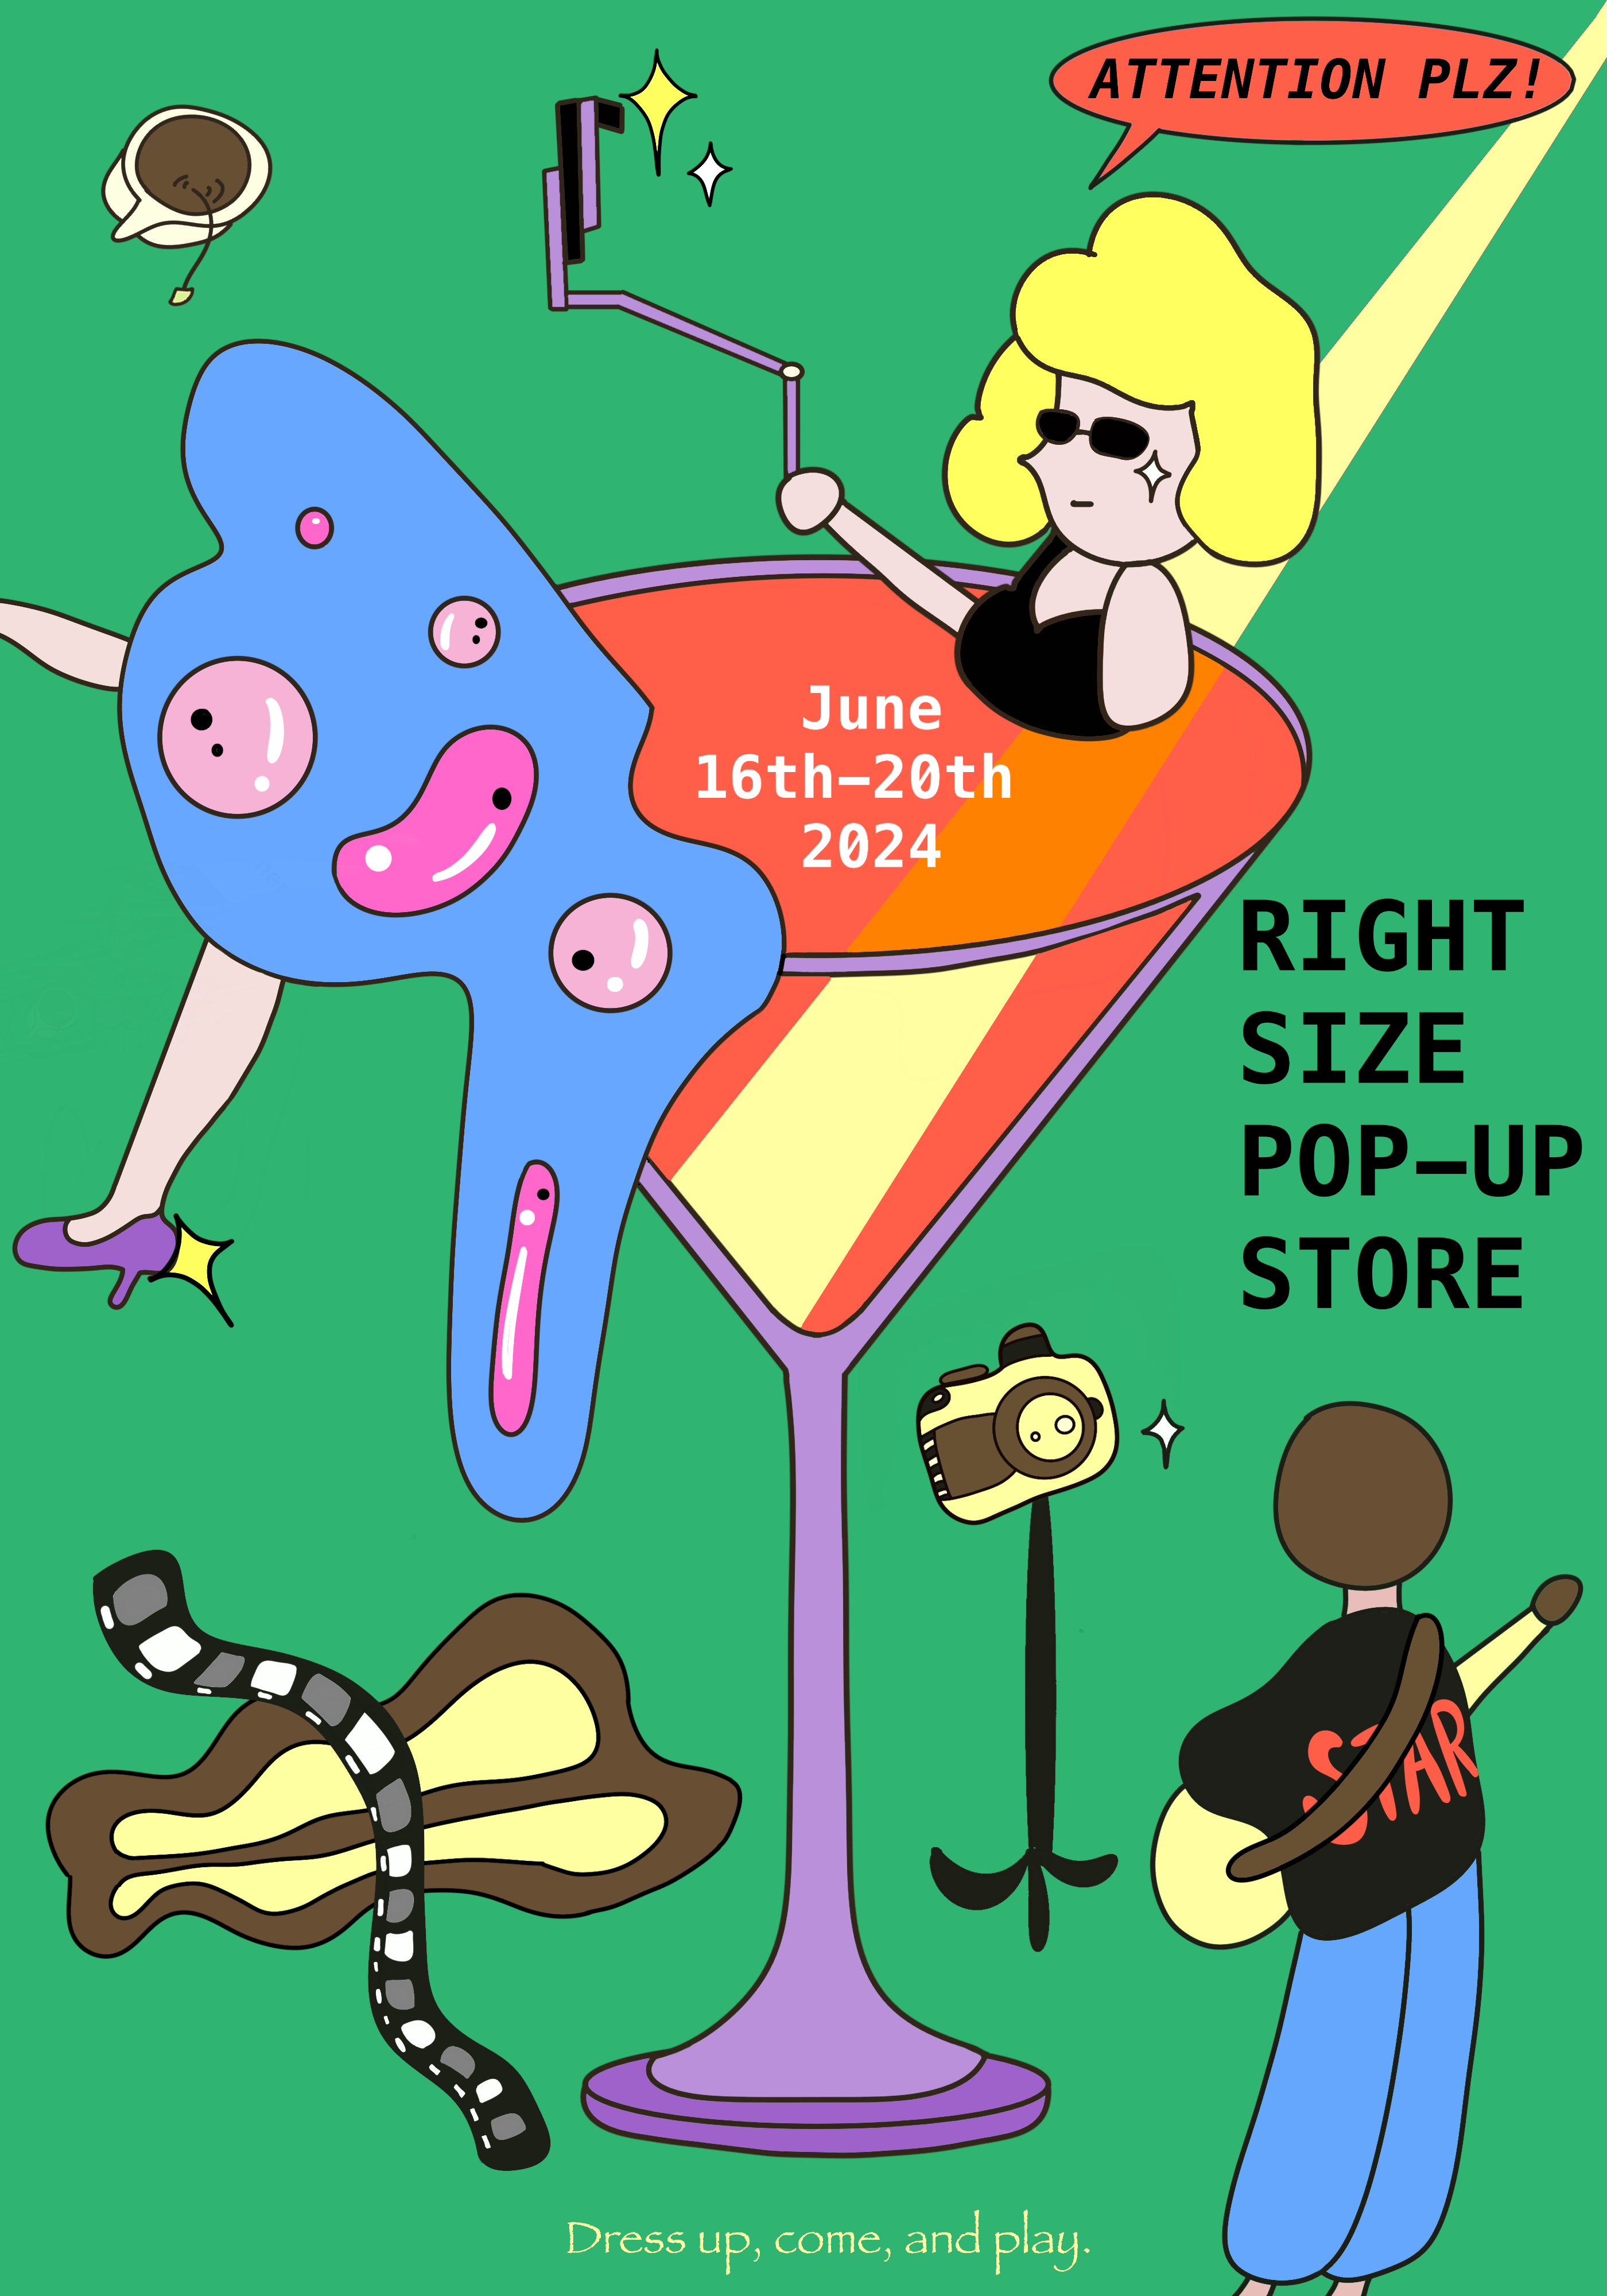 ATTENTION PLZ!
June
16th–20th
2024
RIGHT
SIZE
POP–UP
STORE
STAR
Dress up, come, and play.